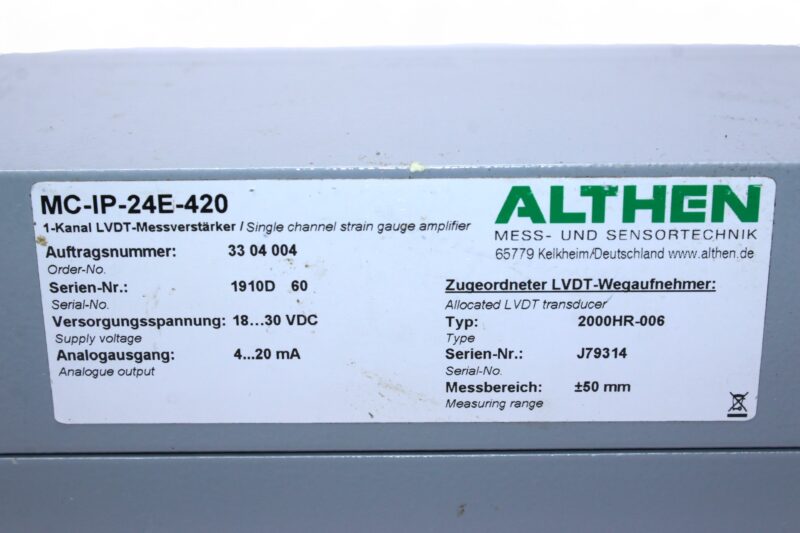 MC-IP-24E-420
1-Kanal LVDT-Messverstärker / Single channel strain gauge amplifier
Auftragsnummer: 33 04 004
Order-No.
Serien-Nr.: 1910D 60
Serial-No.
Versorgungsspannung: 18...30 VDC
Supply voltage
Analogausgang: 4...20 mA
Analogue output
ALTHEN
MESS- UND SENSORTECHNIK
65779 Kelkheim/Deutschland www.althen.de
Zugeordneter LVDT-Wegaufnehmer:
Allocated LVDT transducer
Typ: 2000HR-006
Type
Serien-Nr.: J79314
Serial-No.
Messbereich: ±50 mm
Measuring range